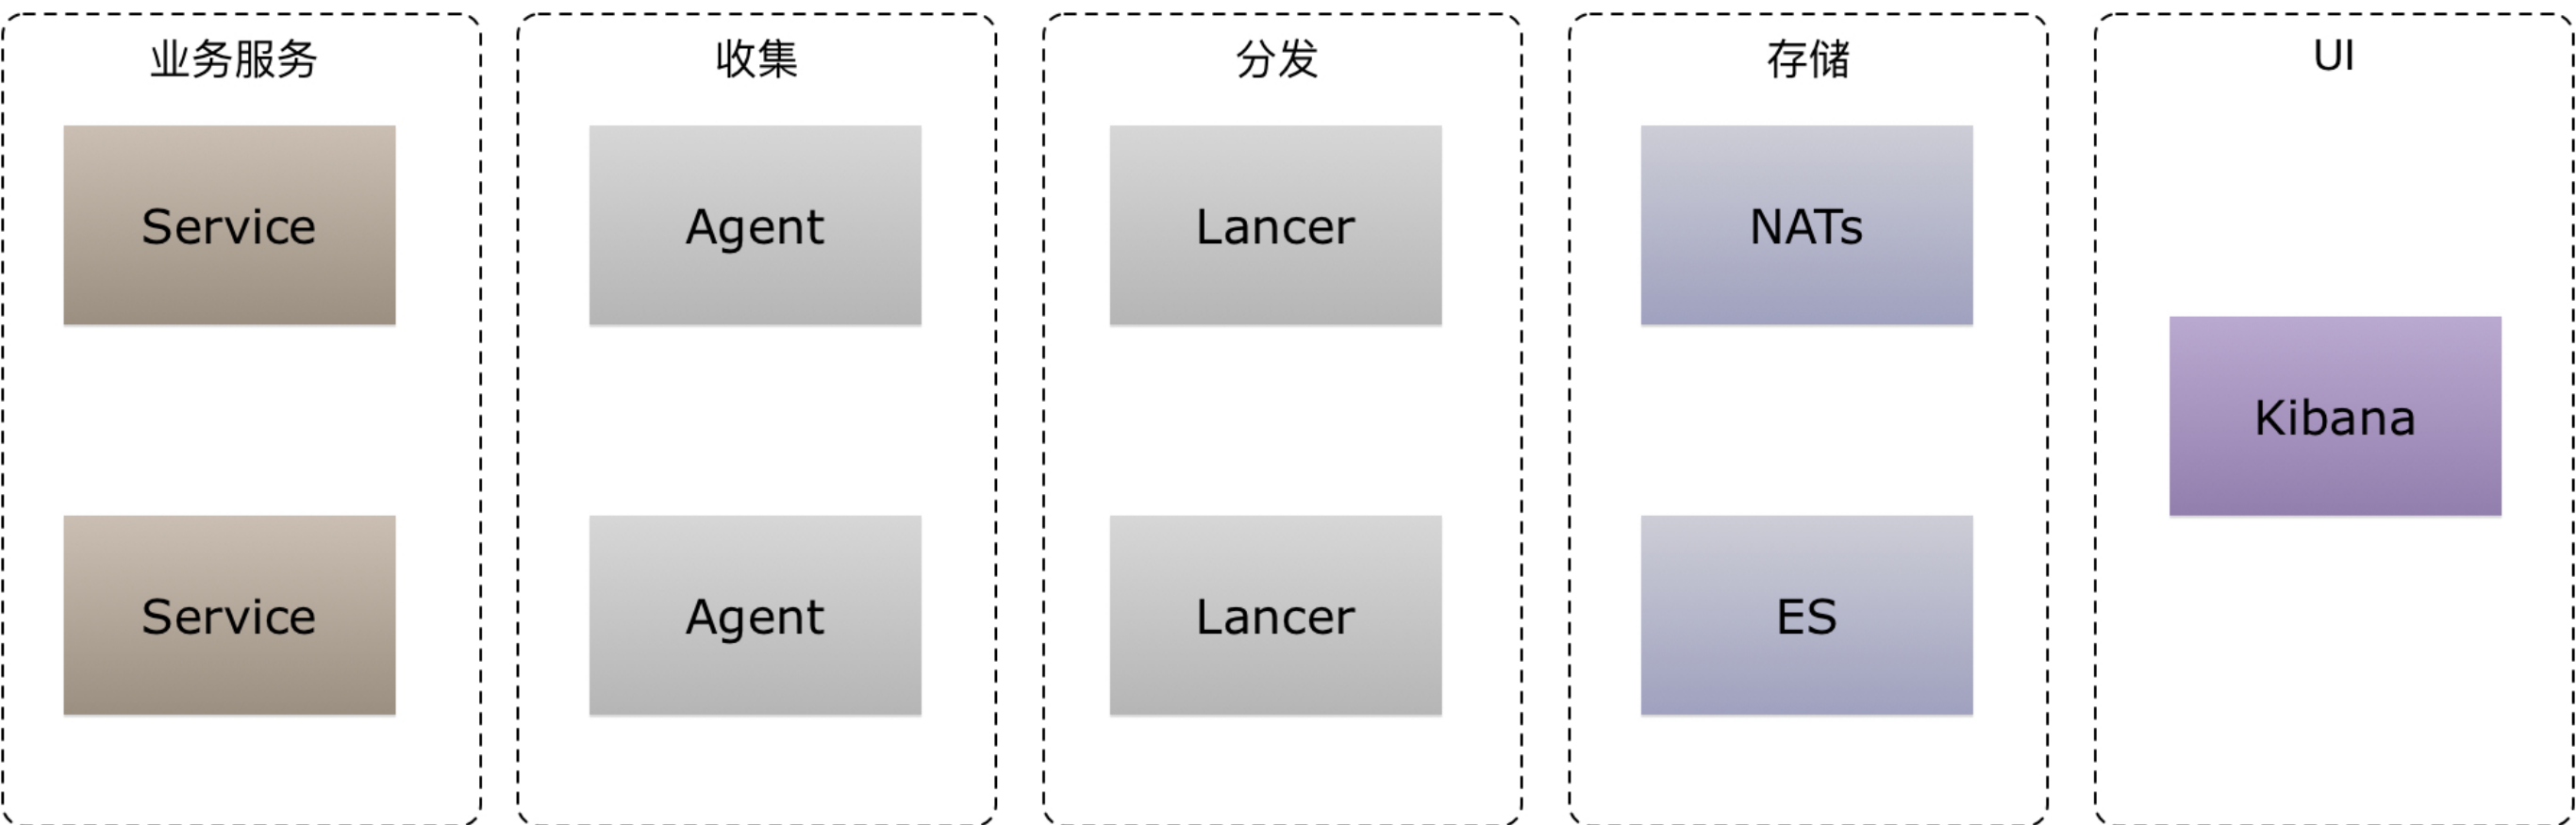 业务服务
Service
Service
收集
Agent
Agent
分发
Lancer
Lancer
存储
NATs
ES
UI
Kibana